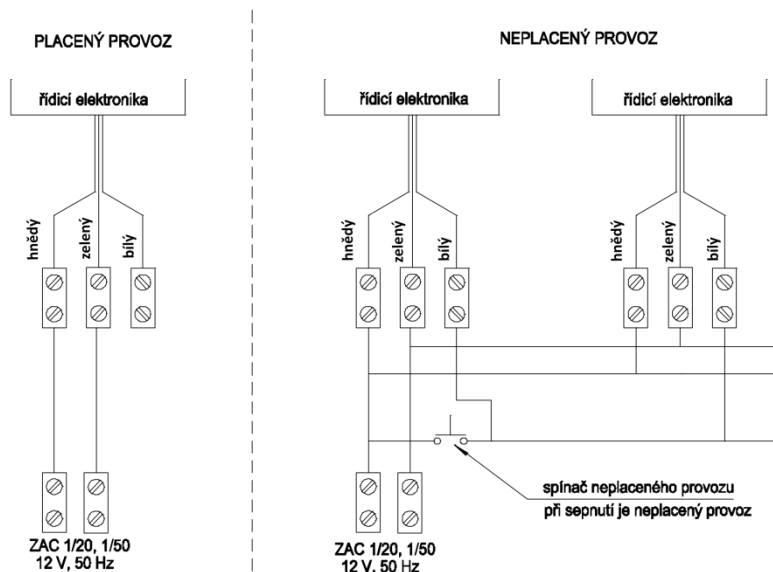 PLACENÝ PROVOZ
řídicí elektronika
hnědý
zelený
bílý
ZAC 1/20, 1/50
12 V, 50 Hz
NEPLACENÝ PROVOZ
řídicí elektronika
řídicí elektronika
hnědý
zelený
bílý
hnědý
zelený
bílý
spínač neplaceného provozu
při sepnutí je neplacený provoz
ZAC 1/20, 1/50
12 V, 50 Hz